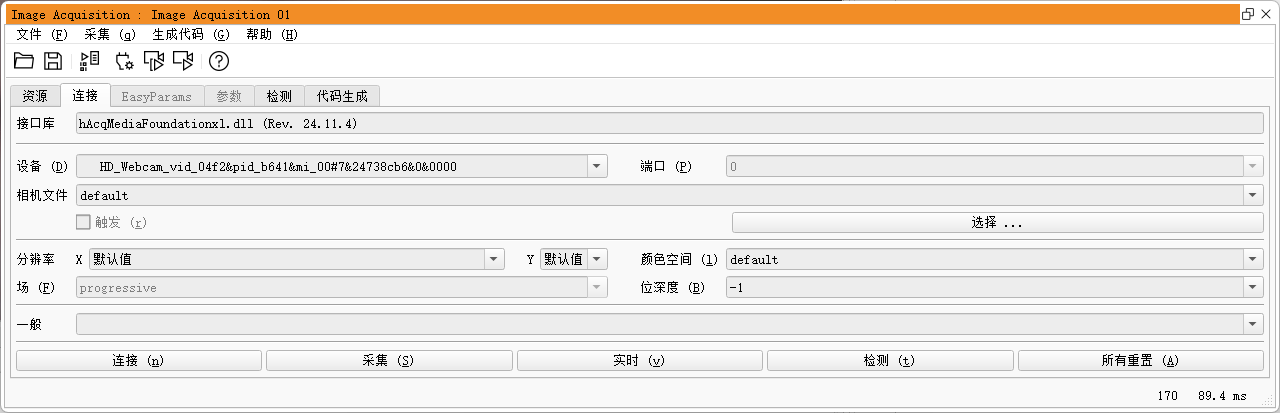 Image Acquisition : Image Acquisition 01
文件 (F) 采集 (g) 生成代码 (G) 帮助 (H)
资源 连接 EasyParams 参数 检测 代码生成
接口库 hAcqMediaFoundationxl.dll (Rev. 24.11.4)
设备 (D) HD_Webcam_vid_04f2&pid_b641&mi_00#7&24738cb6&0&0000 端口 (P) 0
相机文件 default
触发 (r) 选择 ...
分辨率 X 默认值 Y 默认值 颜色空间 (l) default
场 (F) progressive 位深度 (B) -1
一般
连接 (n) 采集 (S) 实时 (v) 检测 (t) 所有重置 (A)
170 89.4 ms